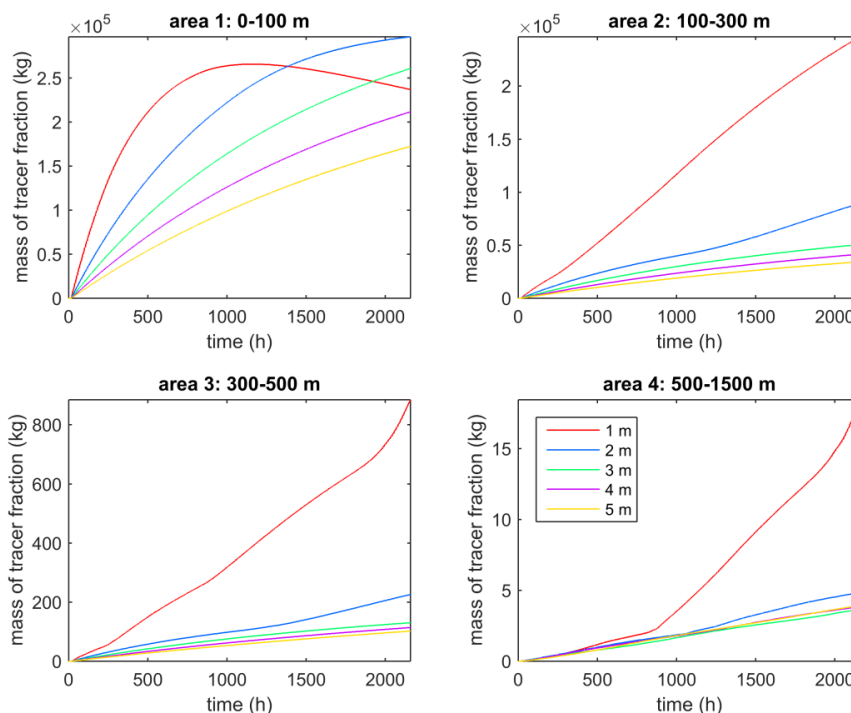 area 1: 0-100 m
× 10^5
mass of tracer fraction (kg)
2.5
2
1.5
1
0.5
0
0 500 1000 1500 2000
time (h)
area 2: 100-300 m
× 10^5
mass of tracer fraction (kg)
2
1.5
1
0.5
0
0 500 1000 1500 2000
time (h)
area 3: 300-500 m
mass of tracer fraction (kg)
800
600
400
200
0
0 500 1000 1500 2000
time (h)
area 4: 500-1500 m
mass of tracer fraction (kg)
15
10
5
0
1 m
2 m
3 m
4 m
5 m
0 500 1000 1500 2000
time (h)